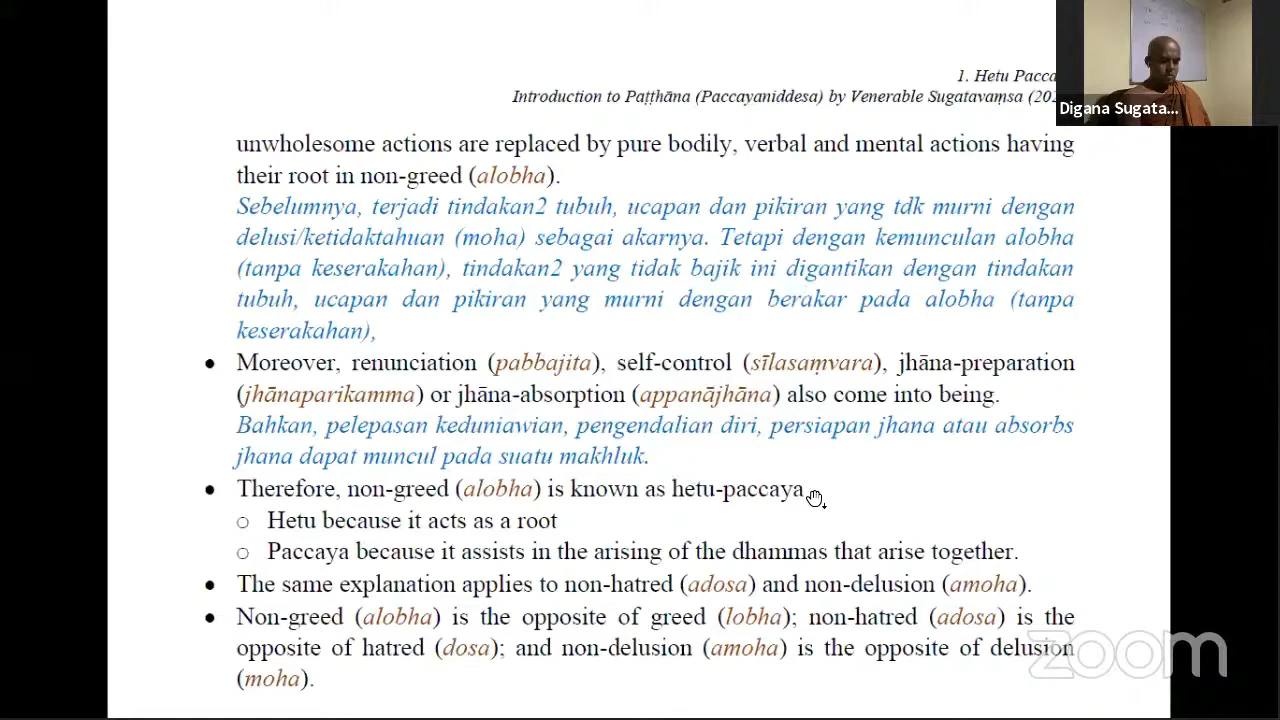 1. Hetu Pacca
Introduction to Paṭṭhāna (Paccayaniddesa) by Venerable Sugatavaṃsa (20
Digana Sugata...
unwholesome actions are replaced by pure bodily, verbal and mental actions having
their root in non-greed (alobha).
Sebelumnya, terjadi tindakan2 tubuh, ucapan dan pikiran yang tdk murni dengan
delusi/ketidaktahuan (moha) sebagai akarnya. Tetapi dengan kemunculan alobha
(tanpa keserakahan), tindakan2 yang tidak bajik ini digantikan dengan tindakan
tubuh, ucapan dan pikiran yang murni dengan berakar pada alobha (tanpa
keserakahan),
• Moreover, renunciation (pabbajita), self-control (sīlasaṃvara), jhāna-preparation
(jhānaparikamma) or jhāna-absorption (appanājhāna) also come into being.
Bahkan, pelepasan keduniawian, pengendalian diri, persiapan jhana atau absorbs
jhana dapat muncul pada suatu makhluk.
• Therefore, non-greed (alobha) is known as hetu-paccaya
○ Hetu because it acts as a root
○ Paccaya because it assists in the arising of the dhammas that arise together.
• The same explanation applies to non-hatred (adosa) and non-delusion (amoha).
• Non-greed (alobha) is the opposite of greed (lobha); non-hatred (adosa) is the
opposite of hatred (dosa); and non-delusion (amoha) is the opposite of delusion
(moha).
zoom